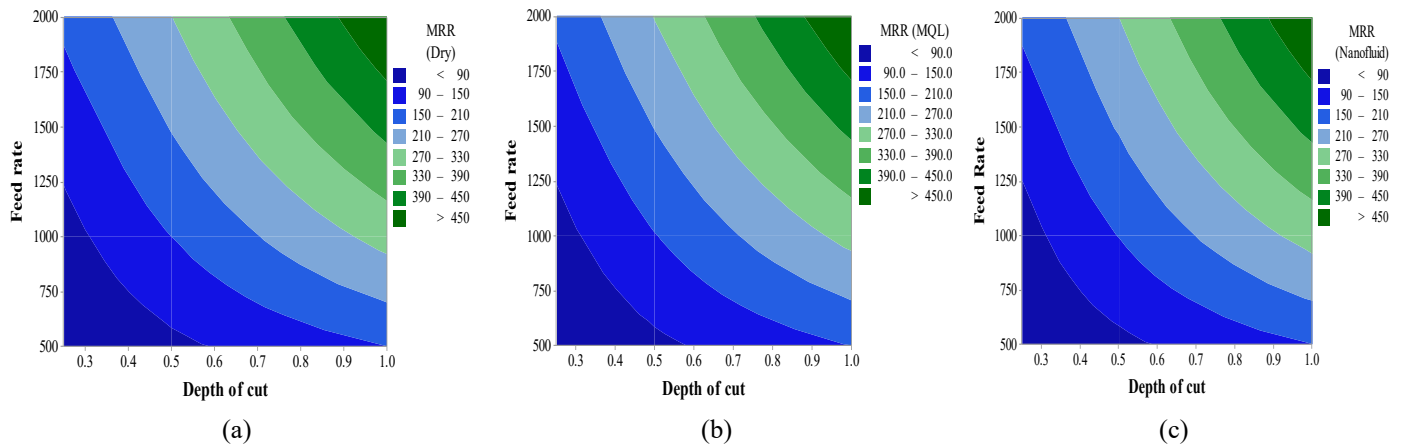 MRR
(Dry)
< 90
90 – 150
150 – 210
210 – 270
270 – 330
330 – 390
390 – 450
> 450
Feed rate
2000
1750
1500
1250
1000
750
500
0.3 0.4 0.5 0.6 0.7 0.8 0.9 1.0
Depth of cut
(a)
MRR (MQL)
< 90.0
90.0 – 150.0
150.0 – 210.0
210.0 – 270.0
270.0 – 330.0
330.0 – 390.0
390.0 – 450.0
> 450.0
Feed rate
2000
1750
1500
1250
1000
750
500
0.3 0.4 0.5 0.6 0.7 0.8 0.9 1.0
Depth of cut
(b)
MRR
(Nanofluid)
< 90
90 – 150
150 – 210
210 – 270
270 – 330
330 – 390
390 – 450
> 450
Feed Rate
2000
1750
1500
1250
1000
750
500
0.3 0.4 0.5 0.6 0.7 0.8 0.9 1.0
Depth of cut
(c)